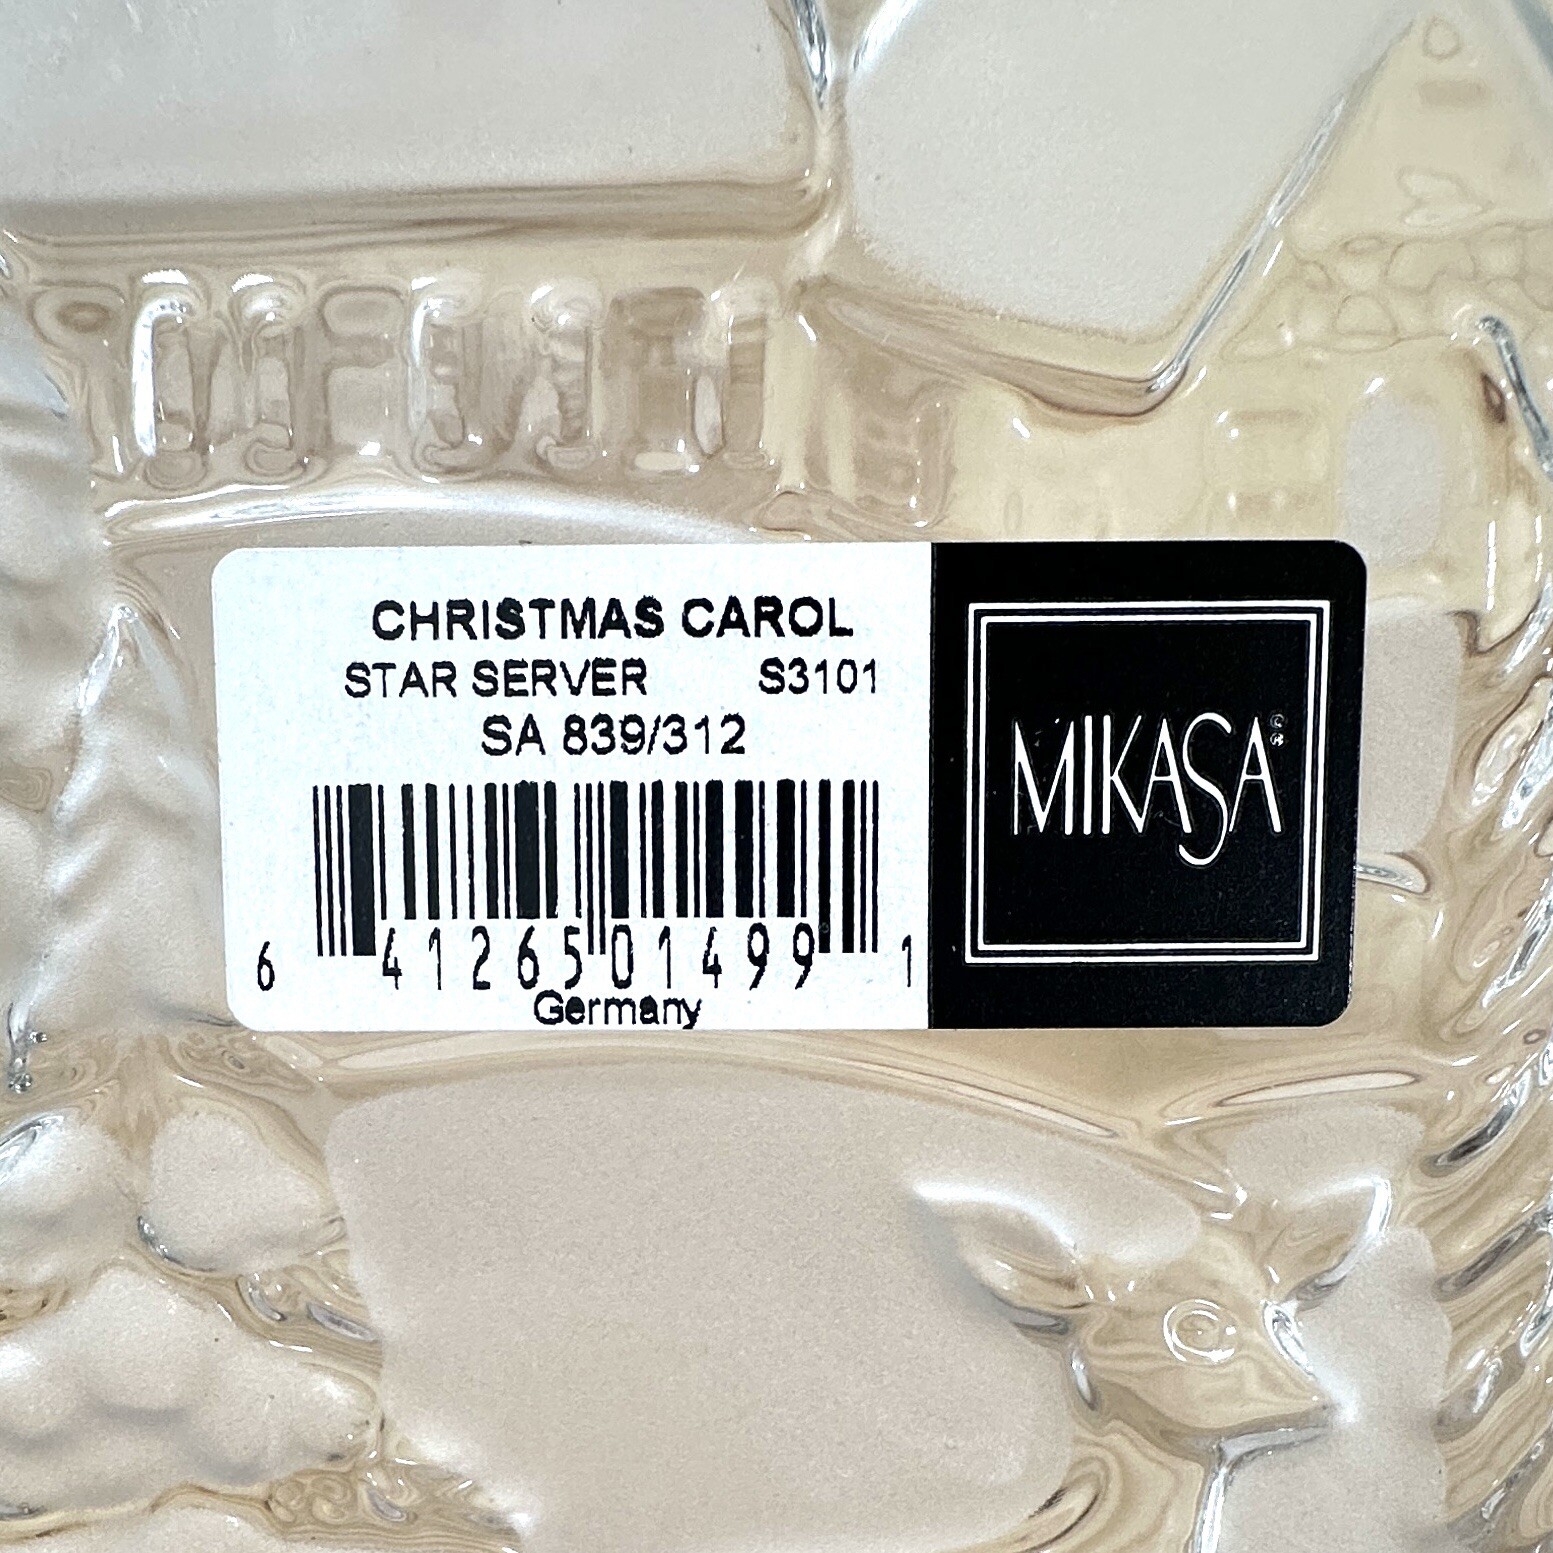 CHRISTMAS CAROL
STAR SERVER S3101
SA 839/312
6 41265 01499 1
Germany
MIKASA©®